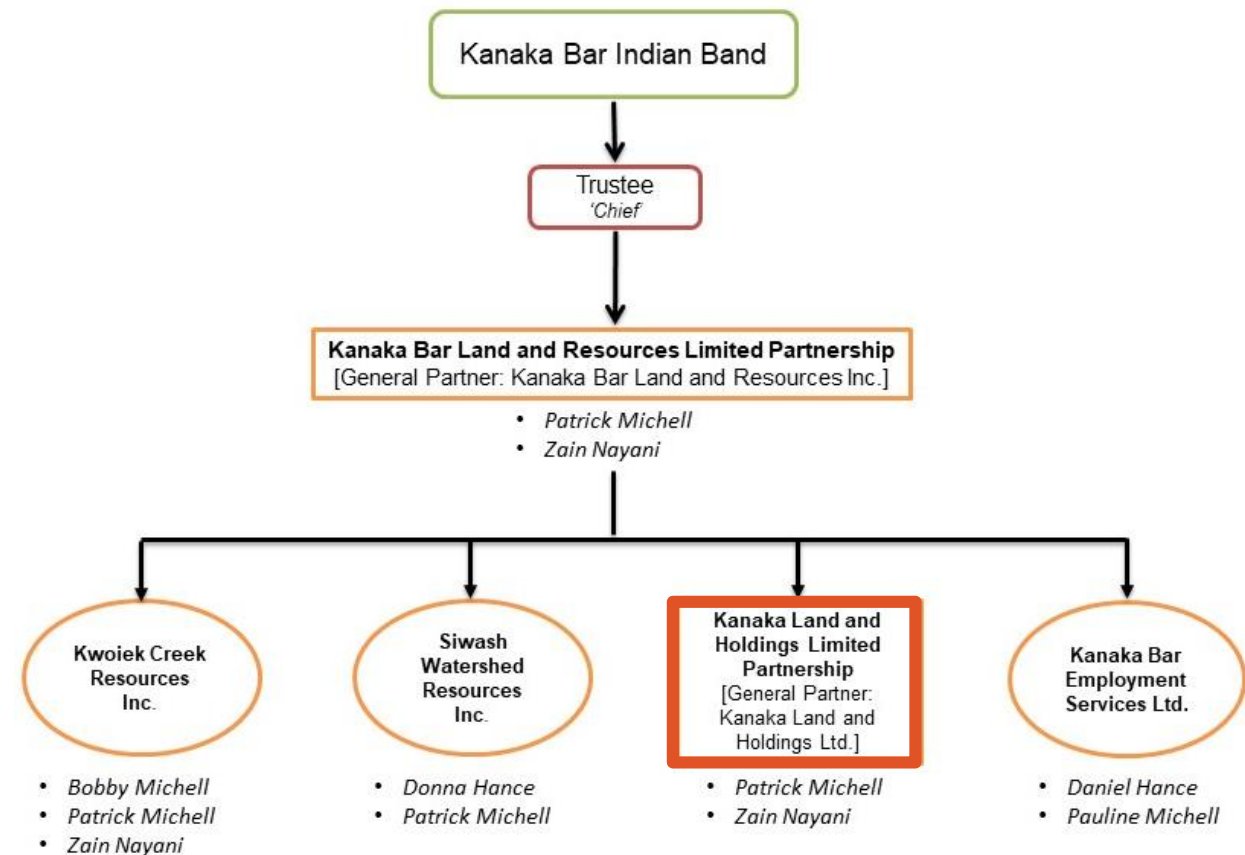 Kanaka Bar Indian Band
Trustee
'Chief'
Kanaka Bar Land and Resources Limited Partnership
[General Partner: Kanaka Bar Land and Resources Inc.]
• Patrick Michell
• Zain Nayani
Kwoiek Creek
Resources
Inc.
• Bobby Michell
• Patrick Michell
• Zain Nayani
Siwash
Watershed
Resources
Inc.
• Donna Hance
• Patrick Michell
Kanaka Land and
Holdings Limited
Partnership
[General Partner:
Kanaka Land and
Holdings Ltd.]
• Patrick Michell
• Zain Nayani
Kanaka Bar
Employment
Services Ltd.
• Daniel Hance
• Pauline Michell